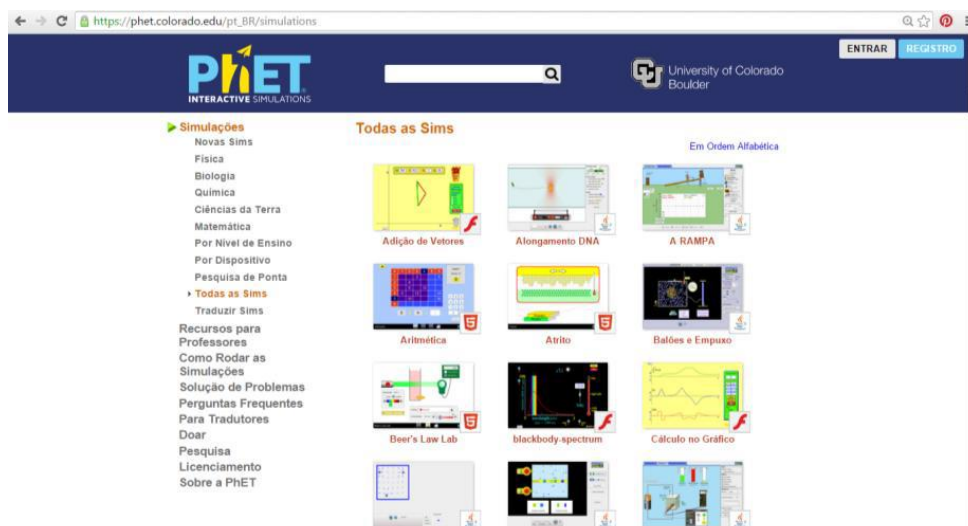 https://phet.colorado.edu/pt_BR/simulations
ENTRAR REGISTRO
PhET
INTERACTIVE SIMULATIONS
University of Colorado
Boulder
Simulações
Novas Sims
Física
Biologia
Química
Ciências da Terra
Matemática
Por Nível de Ensino
Por Dispositivo
Pesquisa de Ponta
Todas as Sims
Traduzir Sims
Recursos para
Professores
Como Rodar as
Simulações
Solução de Problemas
Perguntas Frequentes
Para Tradutores
Doar
Pesquisa
Licenciamento
Sobre a PhET
Todas as Sims
Em Ordem Alfabética
Adição de Vetores
Alongamento DNA
A RAMPA
Aritmética
Atrito
Balões e Empuxo
Beer's Law Lab
blackbody-spectrum
Cálculo no Gráfico